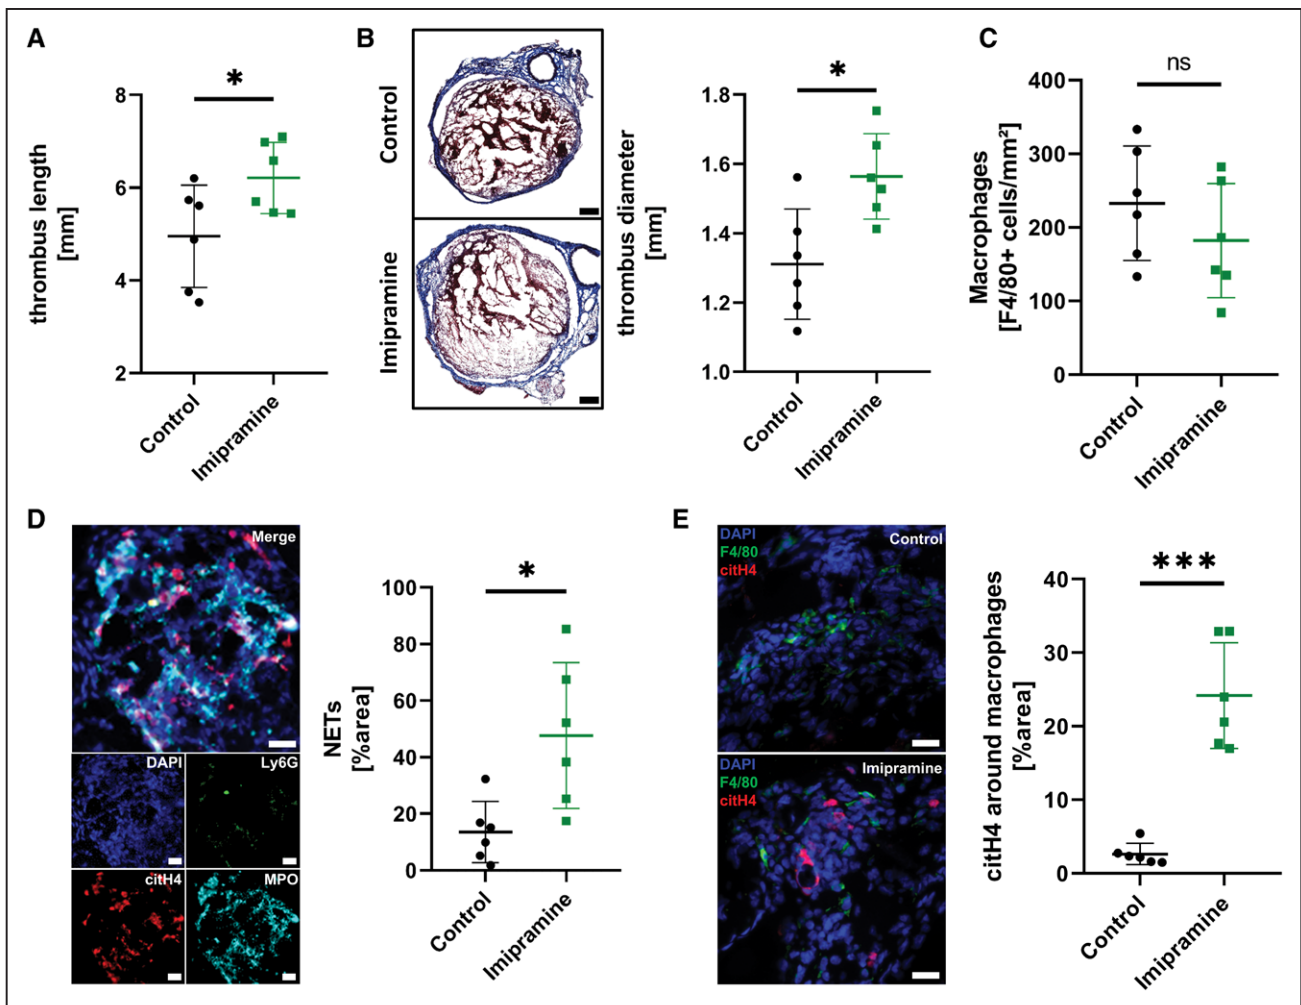 A
thrombus length
[mm]
8
6
4
2
*
Control
Imipramine
B
Control
Imipramine
thrombus diameter
[mm]
1.8
1.6
1.4
1.2
1.0
*
Control
Imipramine
C
Macrophages
[F4/80+ cells/mm²]
400
300
200
100
0
ns
Control
Imipramine
D
Merge
DAPI
Ly6G
citH4
MPO
NETs
[%area]
100
80
60
40
20
0
*
Control
Imipramine
E
DAPI
F4/80
citH4
Control
DAPI
F4/80
citH4
Imipramine
citH4 around macrophages
[%area]
40
30
20
10
0
***
Control
Imipramine